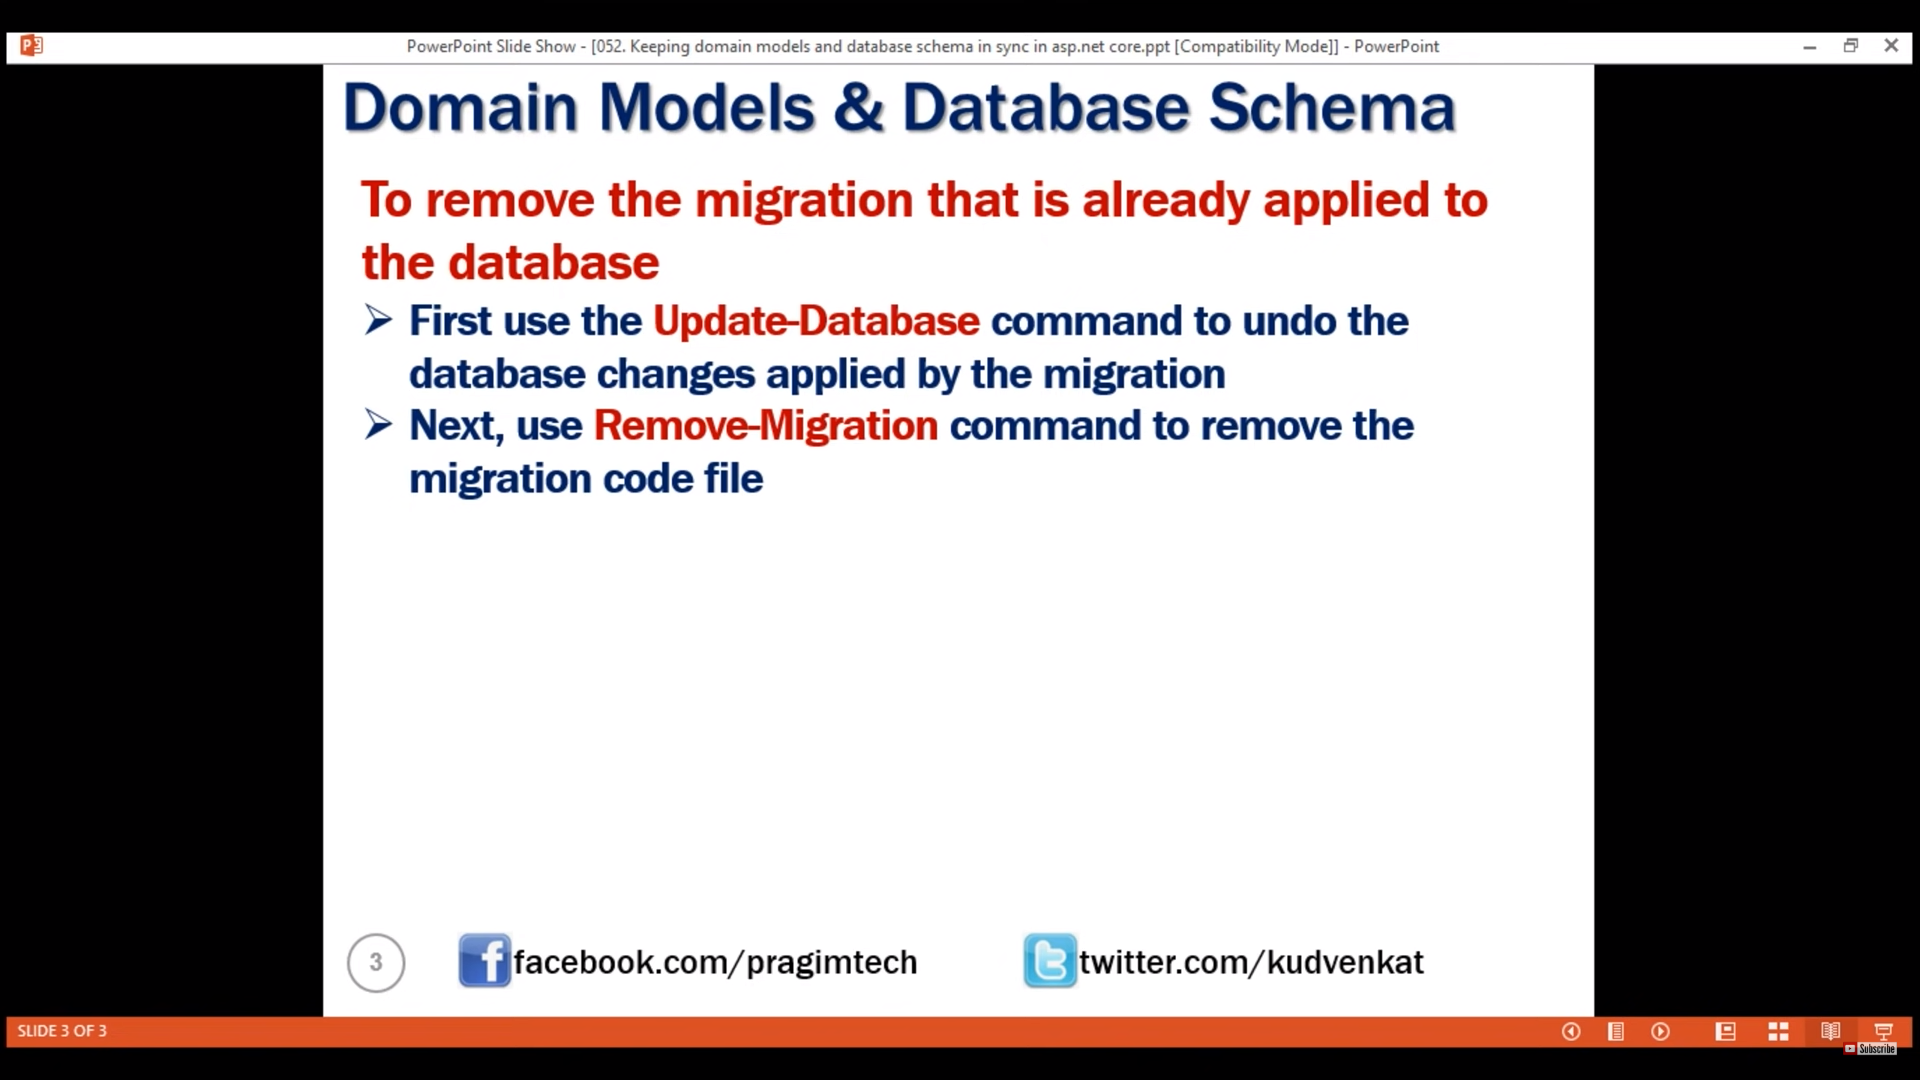 PowerPoint Slide Show - [052. Keeping domain models and database schema in sync in asp.net core.ppt [Compatibility Mode]] - PowerPoint
Domain Models & Database Schema
To remove the migration that is already applied to
the database
First use the Update-Database command to undo the
database changes applied by the migration
Next, use Remove-Migration command to remove the
migration code file
3
facebook.com/pragimtech
twitter.com/kudvenkat
SLIDE 3 OF 3
Subscribe